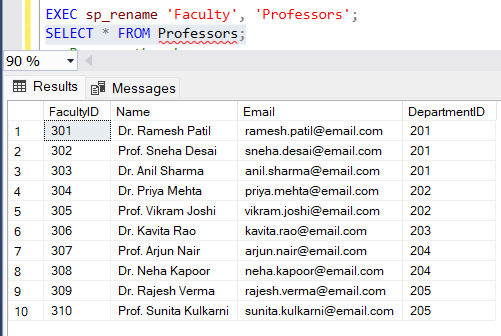 EXEC sp_rename 'Faculty', 'Professors';
SELECT * FROM Professors;
90 %
Results Messages
FacultyID Name Email DepartmentID
1 301 Dr. Ramesh Patil ramesh.patil@email.com 201
2 302 Prof. Sneha Desai sneha.desai@email.com 201
3 303 Dr. Anil Sharma anil.sharma@email.com 201
4 304 Dr. Priya Mehta priya.mehta@email.com 202
5 305 Prof. Vikram Joshi vikram.joshi@email.com 202
6 306 Dr. Kavita Rao kavita.rao@email.com 203
7 307 Prof. Arjun Nair arjun.nair@email.com 204
8 308 Dr. Neha Kapoor neha.kapoor@email.com 204
9 309 Dr. Rajesh Verma rajesh.verma@email.com 205
10 310 Prof. Sunita Kulkarni sunita.kulkarni@email.com 205